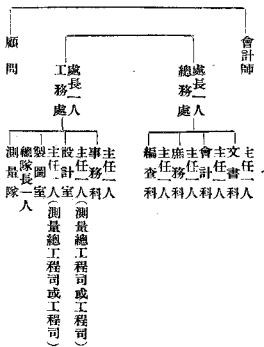 會計師
顧問
總務處
處長一人
工務處
處長一人
文書科
主任一人
會計科
主任一人
庶務科
主任一人
編查科
主任一人
事務科
主任一人
設計室
主任一人(測量總工程司或工程司)
製圖室
主任一人(測量總工程司或工程司)
測量隊
總隊長一人